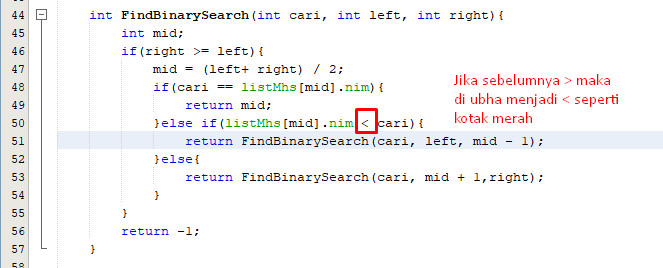 44 int FindBinarySearch(int cari, int left, int right){
45 int mid;
46 if(right >= left){
47 mid = (left+ right) / 2;
48 if(cari == listMhs[mid].nim){
49 return mid;
50 }else if(listMhs[mid].nim < cari){
51 return FindBinarySearch(cari, left, mid - 1);
52 }else{
53 return FindBinarySearch(cari, mid + 1,right);
54 }
55 }
56 return -1;
57 }
58
Jika sebelumnya > maka
di ubha menjadi < seperti
kotak merah